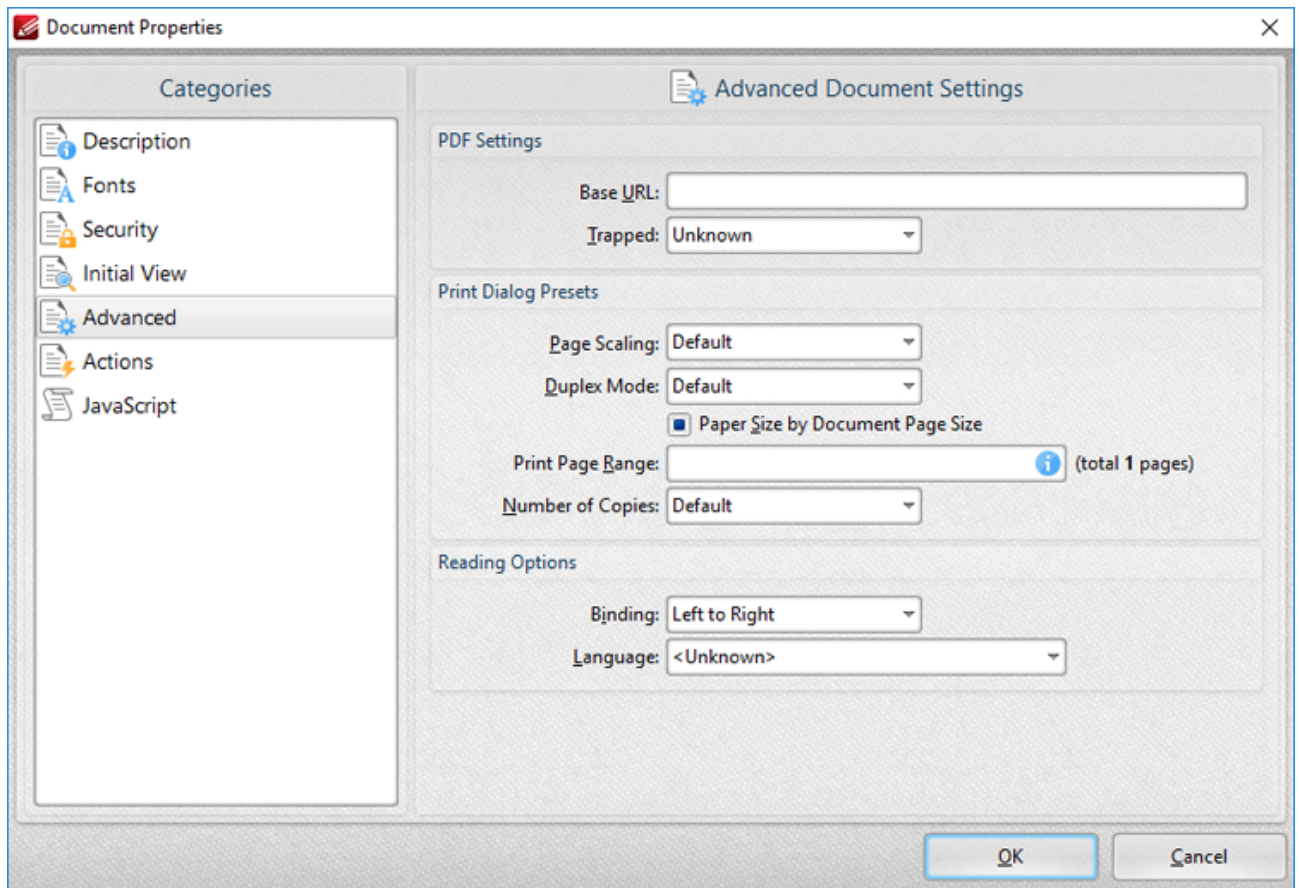 Document Properties
Categories
Description
Fonts
Security
Initial View
Advanced
Actions
JavaScript
Advanced Document Settings
PDF Settings
Base URL:
Trapped: Unknown
Print Dialog Presets
Page Scaling: Default
Duplex Mode: Default
Paper Size by Document Page Size
Print Page Range: (total 1 pages)
Number of Copies: Default
Reading Options
Binding: Left to Right
Language: <Unknown>
OK Cancel